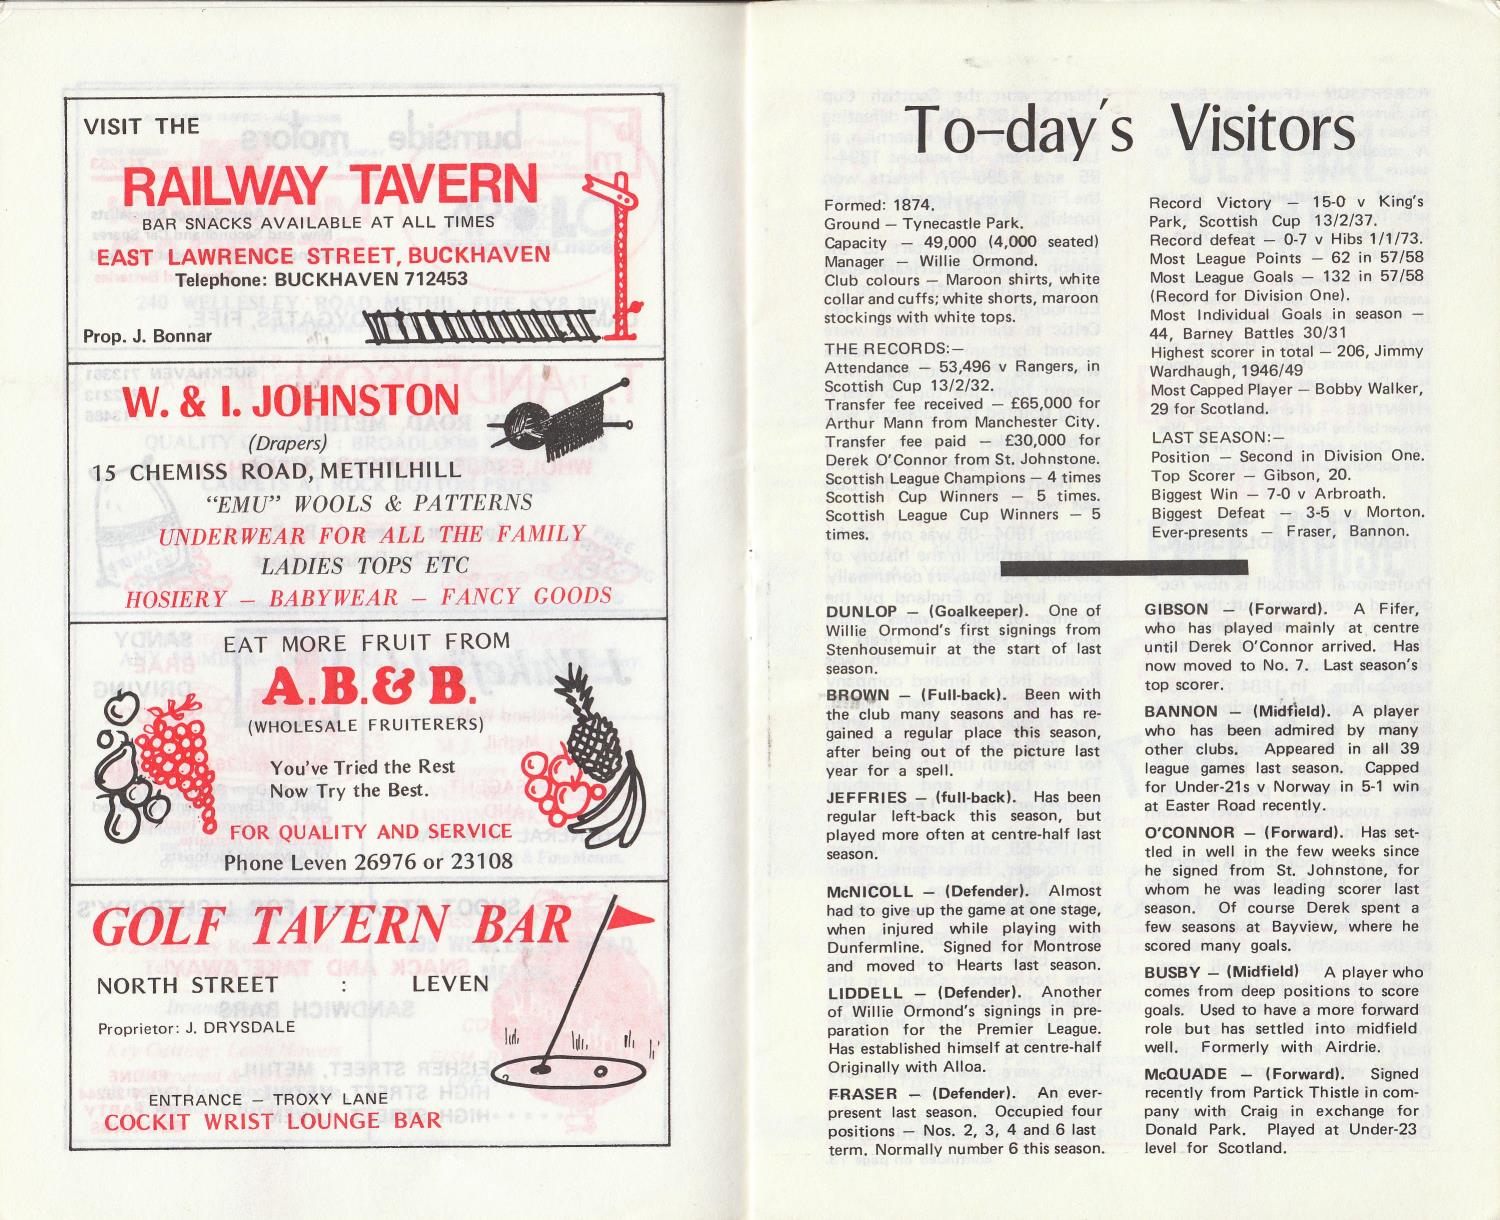 VISIT THE
RAILWAY TAVERN
BAR SNACKS AVAILABLE AT ALL TIMES
EAST LAWRENCE STREET, BUCKHAVEN
Telephone: BUCKHAVEN 712453
Prop. J. Bonnar
W. & I. JOHNSTON
(Drapers)
15 CHEMISS ROAD, METHILHILL
“EMU” WOOLS & PATTERNS
UNDERWEAR FOR ALL THE FAMILY
LADIES TOPS ETC
HOSIERY — BABYWEAR — FANCY GOODS
EAT MORE FRUIT FROM
A.B.& B.
(WHOLESALE FRUITERERS)
You’ve Tried the Rest
Now Try the Best.
FOR QUALITY AND SERVICE
Phone Leven 26976 or 23108
GOLF TAVERN BAR
NORTH STREET : LEVEN
Proprietor: J. DRYSDALE
ENTRANCE — TROXY LANE
COCKIT WRIST LOUNGE BAR
To-day’s Visitors
Formed: 1874.
Ground — Tynecastle Park.
Capacity — 49,000 (4,000 seated)
Manager — Willie Ormond.
Club colours — Maroon shirts, white
collar and cuffs; white shorts, maroon
stockings with white tops.
THE RECORDS:—
Attendance — 53,496 v Rangers, in
Scottish Cup 13/2/32.
Transfer fee received — £65,000 for
Arthur Mann from Manchester City.
Transfer fee paid — £30,000 for
Derek O’Connor from St. Johnstone.
Scottish League Champions — 4 times
Scottish Cup Winners — 5 times.
Scottish League Cup Winners — 5
times.
Record Victory — 15-0 v King’s
Park, Scottish Cup 13/2/37.
Record defeat — 0-7 v Hibs 1/1/73.
Most League Points — 62 in 57/58
Most League Goals — 132 in 57/58
(Record for Division One).
Most Individual Goals in season —
44, Barney Battles 30/31
Highest scorer in total — 206, Jimmy
Wardhaugh, 1946/49
Most Capped Player — Bobby Walker,
29 for Scotland.
LAST SEASON:—
Position — Second in Division One.
Top Scorer — Gibson, 20.
Biggest Win — 7-0 v Arbroath.
Biggest Defeat — 3-5 v Morton.
Ever-presents — Fraser, Bannon.
DUNLOP — (Goalkeeper). One of
Willie Ormond’s first signings from
Stenhousemuir at the start of last
season.
BROWN — (Full-back). Been with
the club many seasons and has re-
gained a regular place this season,
after being out of the picture last
year for a spell.
JEFFRIES — (full-back). Has been
regular left-back this season, but
played more often at centre-half last
season.
McNICOLL — (Defender). Almost
had to give up the game at one stage,
when injured while playing with
Dunfermline. Signed for Montrose
and moved to Hearts last season.
LIDDELL — (Defender). Another
of Willie Ormond’s signings in pre-
paration for the Premier League.
Has established himself at centre-half
Originally with Alloa.
FRASER — (Defender). An ever-
present last season. Occupied four
positions — Nos. 2, 3, 4 and 6 last
term. Normally number 6 this season.
GIBSON — (Forward). A Fifer,
who has played mainly at centre
until Derek O’Connor arrived. Has
now moved to No. 7. Last season’s
top scorer.
BANNON — (Midfield). A player
who has been admired by many
other clubs. Appeared in all 39
league games last season. Capped
for Under-21s v Norway in 5-1 win
at Easter Road recently.
O’CONNOR — (Forward). Has set-
tled in well in the few weeks since
he signed from St. Johnstone, for
whom he was leading scorer last
season. Of course Derek spent a
few seasons at Bayview, where he
scored many goals.
BUSBY — (Midfield) A player who
comes from deep positions to score
goals. Used to have a more forward
role but has settled into midfield
well. Formerly with Airdrie.
McQUADE — (Forward). Signed
recently from Partick Thistle in com-
pany with Craig in exchange for
Donald Park. Played at Under-23
level for Scotland.